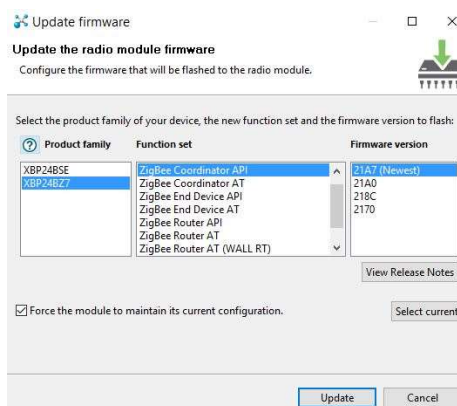 Update firmware
Update the radio module firmware
Configure the firmware that will be flashed to the radio module.
Select the product family of your device, the new function set and the firmware version to flash:
? Product family Function set Firmware version
XBP24BSE ZigBee Coordinator API 21A7 (Newest)
XBP24BZ7 ZigBee Coordinator AT 21A0
ZigBee End Device API 218C
ZigBee End Device AT 2170
ZigBee Router API
ZigBee Router AT
ZigBee Router AT (WALL RT)
View Release Notes
Force the module to maintain its current configuration. Select current
Update Cancel